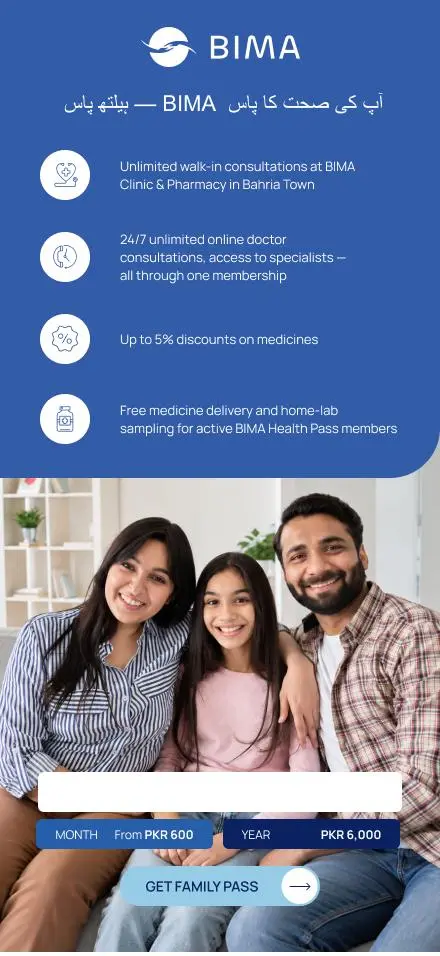 BIMA
آپ کی صحت کا پاس BIMA — ہیلتھ پاس
Unlimited walk-in consultations at BIMA
Clinic & Pharmacy in Bahria Town
24/7 unlimited online doctor
consultations, access to specialists —
all through one membership
Up to 5% discounts on medicines
Free medicine delivery and home-lab
sampling for active BIMA Health Pass members
MONTH From PKR 600
YEAR PKR 6,000
GET FAMILY PASS